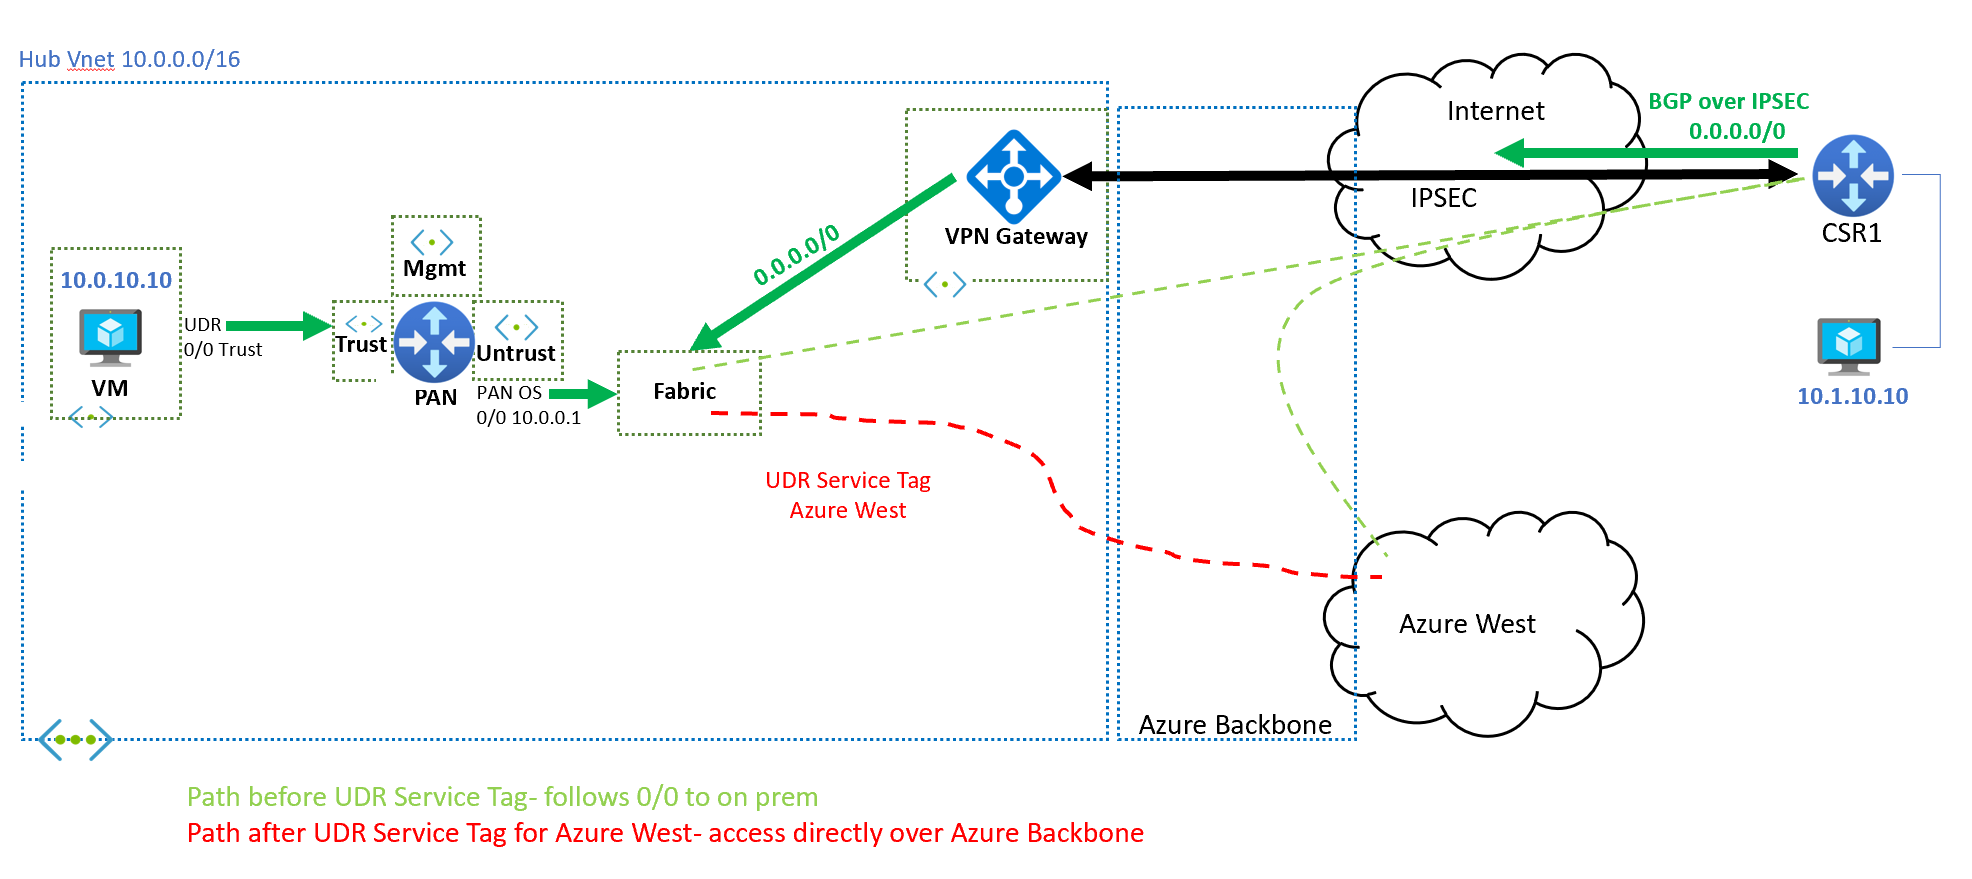 Hub Vnet 10.0.0.0/16
Internet
BGP over IPSEC
0.0.0.0/0
IPSEC
CSR1
VPN Gateway
0.0.0.0/0
Mgmt
10.0.10.10
VM
UDR
0/0 Trust
Trust
PAN
Untrust
PAN OS
0/0 10.0.0.1
Fabric
10.1.10.10
UDR Service Tag
Azure West
Azure West
Azure Backbone
Path before UDR Service Tag- follows 0/0 to on prem
Path after UDR Service Tag for Azure West- access directly over Azure Backbone